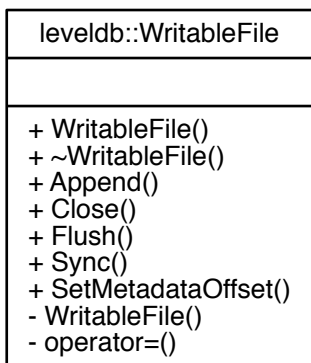 leveldb::WritableFile
+ WritableFile()
+ ~WritableFile()
+ Append()
+ Close()
+ Flush()
+ Sync()
+ SetMetadataOffset()
- WritableFile()
- operator=()